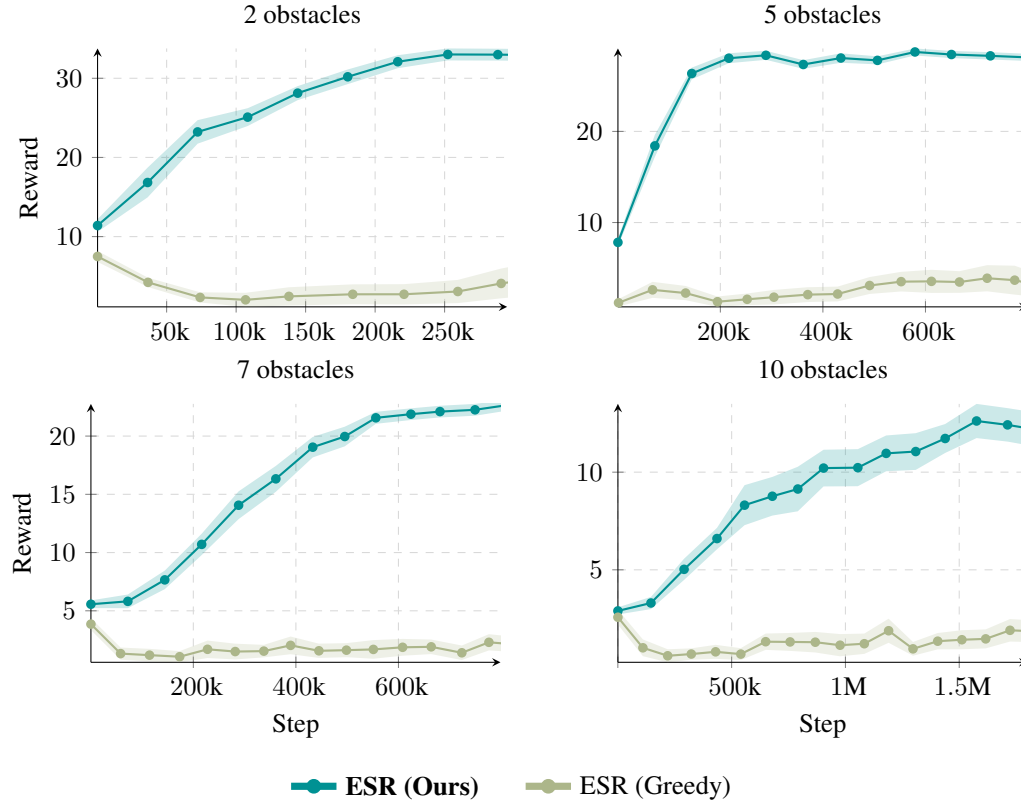 2 obstacles
5 obstacles
Reward
30
20
10
50k 100k 150k 200k 250k
20
10
200k 400k 600k
7 obstacles
10 obstacles
Reward
20
15
10
5
200k 400k 600k
Step
10
5
500k 1M 1.5M
Step
ESR (Ours) ESR (Greedy)